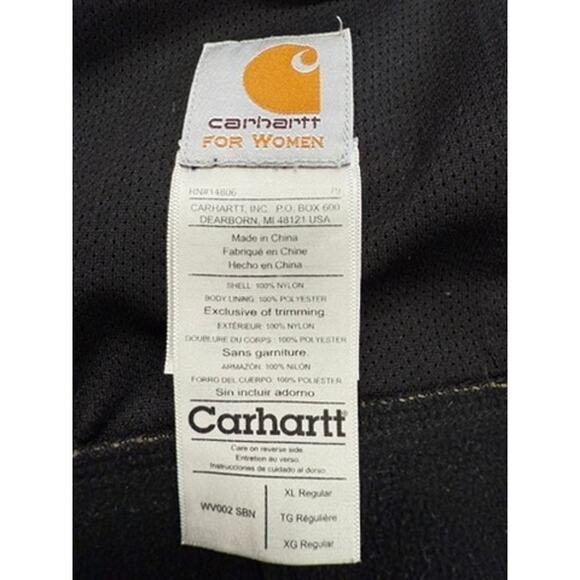 carhartt
FOR WOMEN
RN#14806
CARHARTT, INC. P.O. BOX 600
DEARBORN, MI 48121 USA
Made in China
Fabriqué en Chine
Hecho en China
SHELL: 100% NYLON
BODY LINING: 100% POLYESTER
Exclusive of trimming.
EXTÉRIEUR: 100% NYLON
DOUBLURE DU CORPS : 100% POLYESTER
Sans garniture.
ARMAZÓN: 100% NILÓN
FORRO DEL CUERPO: 100% POLIÉSTER
Sin incluir adorno
Carhartt
Care on reverse side.
Entretien au verso.
Instrucciones de cuidado al dorso.
WV002 SBN
XL Regular
TG Régulière
XG Regular